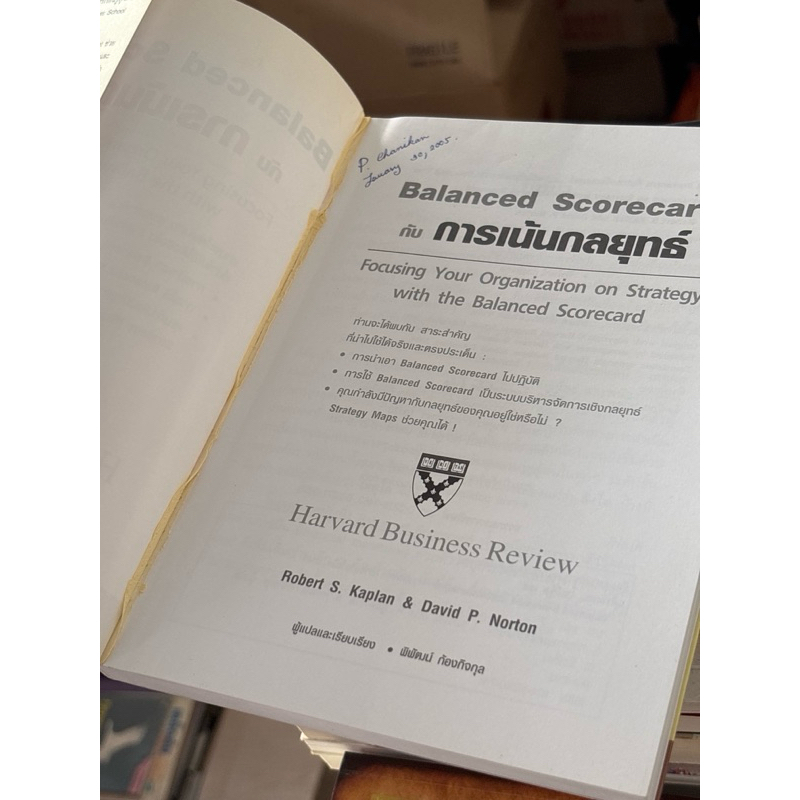 P. Chanikan
January 30, 2005.
Balanced Scorecar
กับ การเน้นกลยุทธ์
Focusing Your Organization on Strategy
with the Balanced Scorecard
ท่านจะได้พบกับ สาระสำคัญ
ที่นำไปใช้ได้จริงและตรงประเด็น :
• การนำเอา Balanced Scorecard ไปปฏิบัติ
• การใช้ Balanced Scorecard เป็นระบบบริหารจัดการเชิงกลยุทธ์
• คุณกำลังมีปัญหากับกลยุทธ์ของคุณอยู่ใช่หรือไม่ ?
Strategy Maps ช่วยคุณได้ !
Harvard Business Review
Robert S. Kaplan & David P. Norton
ผู้แปลและเรียบเรียง • พิพัฒน์ ก้องกิจกุล